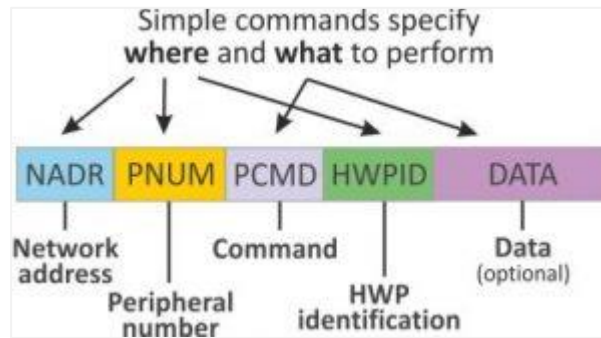 Simple commands specify
where and what to perform
NADR PNUM PCMD HWPID DATA
Network
address
Peripheral
number
Command
HWP
identification
Data
(optional)